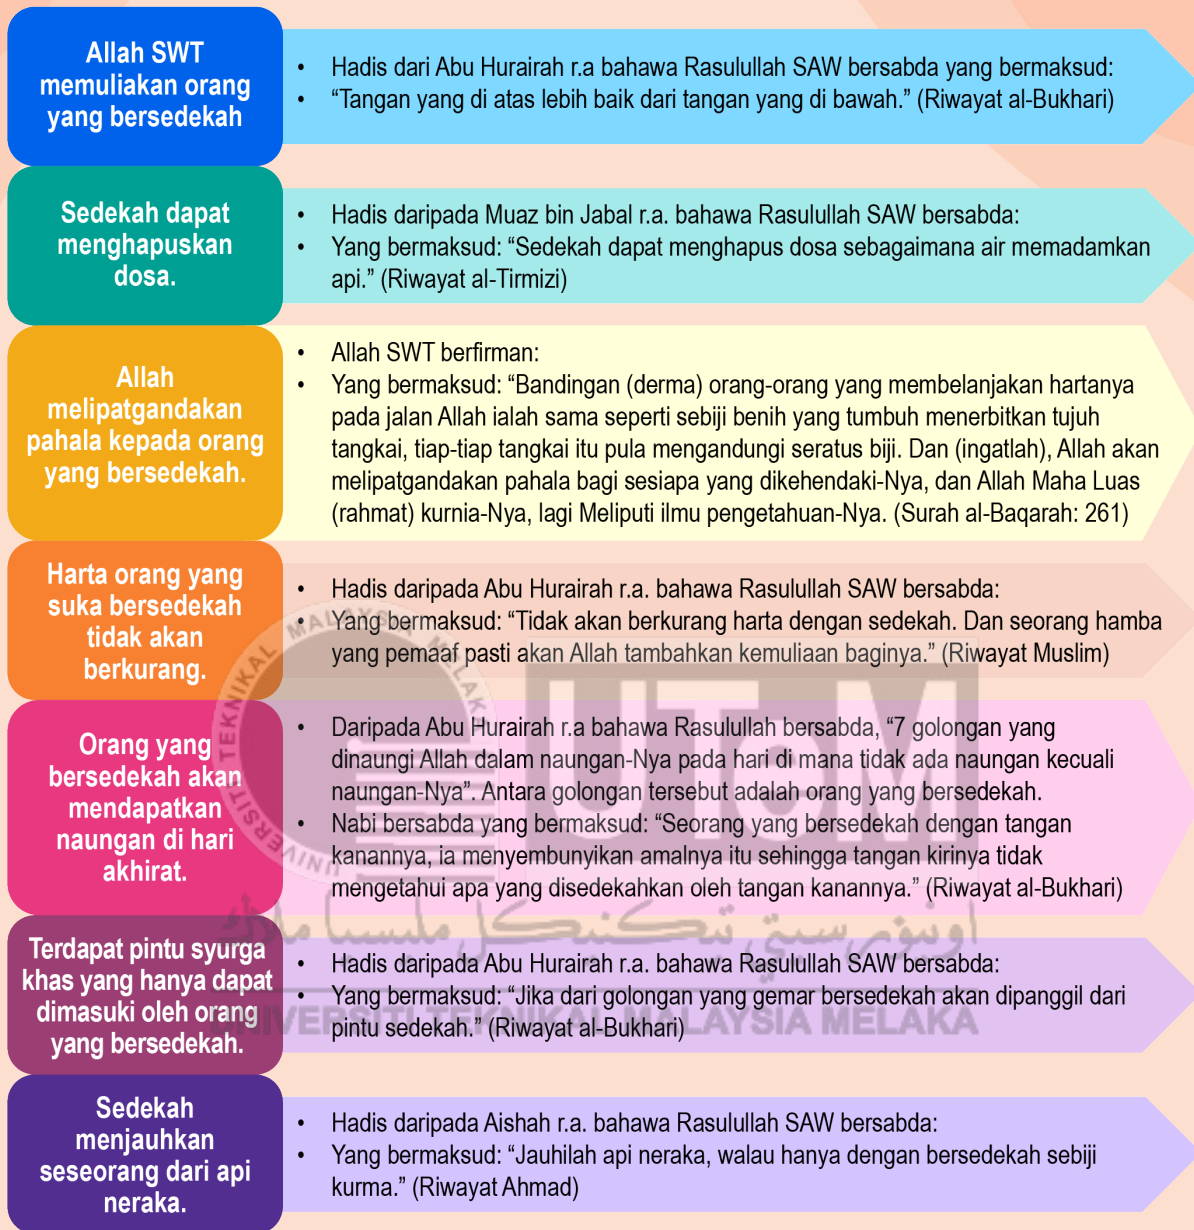 Allah SWT
memuliakan orang
yang bersedekah
• Hadis dari Abu Hurairah r.a bahawa Rasulullah SAW bersabda yang bermaksud:
• “Tangan yang di atas lebih baik dari tangan yang di bawah.” (Riwayat al-Bukhari)
Sedekah dapat
menghapuskan
dosa.
• Hadis daripada Muaz bin Jabal r.a. bahawa Rasulullah SAW bersabda:
• Yang bermaksud: “Sedekah dapat menghapus dosa sebagaimana air memadamkan
api.” (Riwayat al-Tirmizi)
Allah
melipatgandakan
pahala kepada orang
yang bersedekah.
• Allah SWT berfirman:
• Yang bermaksud: “Bandingan (derma) orang-orang yang membelanjakan hartanya
pada jalan Allah ialah sama seperti sebiji benih yang tumbuh menerbitkan tujuh
tangkai, tiap-tiap tangkai itu pula mengandungi seratus biji. Dan (ingatlah), Allah akan
melipatgandakan pahala bagi sesiapa yang dikehendaki-Nya, dan Allah Maha Luas
(rahmat) kurnia-Nya, lagi Meliputi ilmu pengetahuan-Nya. (Surah al-Baqarah: 261)
Harta orang yang
suka bersedekah
tidak akan
berkurang.
• Hadis daripada Abu Hurairah r.a. bahawa Rasulullah SAW bersabda:
• Yang bermaksud: “Tidak akan berkurang harta dengan sedekah. Dan seorang hamba
yang pemaaf pasti akan Allah tambahkan kemuliaan baginya.” (Riwayat Muslim)
Orang yang
bersedekah akan
mendapatkan
naungan di hari
akhirat.
• Daripada Abu Hurairah r.a bahawa Rasulullah bersabda, “7 golongan yang
dinaungi Allah dalam naungan-Nya pada hari di mana tidak ada naungan kecuali
naungan-Nya”. Antara golongan tersebut adalah orang yang bersedekah.
• Nabi bersabda yang bermaksud: “Seorang yang bersedekah dengan tangan
kanannya, ia menyembunyikan amalnya itu sehingga tangan kirinya tidak
mengetahui apa yang disedekahkan oleh tangan kanannya.” (Riwayat al-Bukhari)
Terdapat pintu syurga
khas yang hanya dapat
dimasuki oleh orang
yang bersedekah.
• Hadis daripada Abu Hurairah r.a. bahawa Rasulullah SAW bersabda:
• Yang bermaksud: “Jika dari golongan yang gemar bersedekah akan dipanggil dari
pintu sedekah.” (Riwayat al-Bukhari)
Sedekah
menjauhkan
seseorang dari api
neraka.
• Hadis daripada Aishah r.a. bahawa Rasulullah SAW bersabda:
• Yang bermaksud: “Jauhilah api neraka, walau hanya dengan bersedekah sebiji
kurma.” (Riwayat Ahmad)
UNIVERSITI TEKNIKAL MALAYSIA MELAKA
UTeM
اونيۏرسيتي تيكنيكل مليسيا ملاك
UNIVERSITI TEKNIKAL MALAYSIA MELAKA